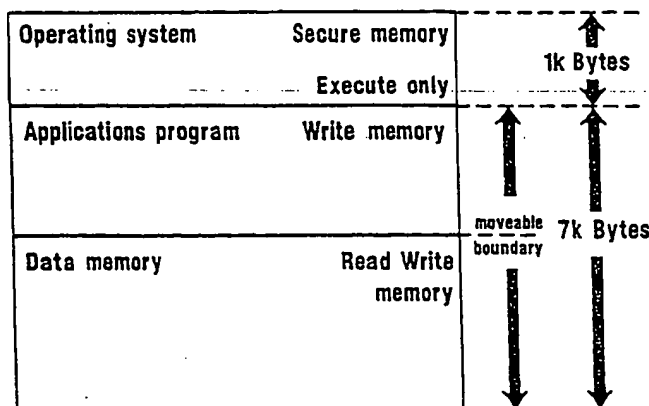 Operating system Secure memory
1k Bytes
Execute only
Applications program Write memory
moveable
boundary
7k Bytes
Data memory Read Write
memory